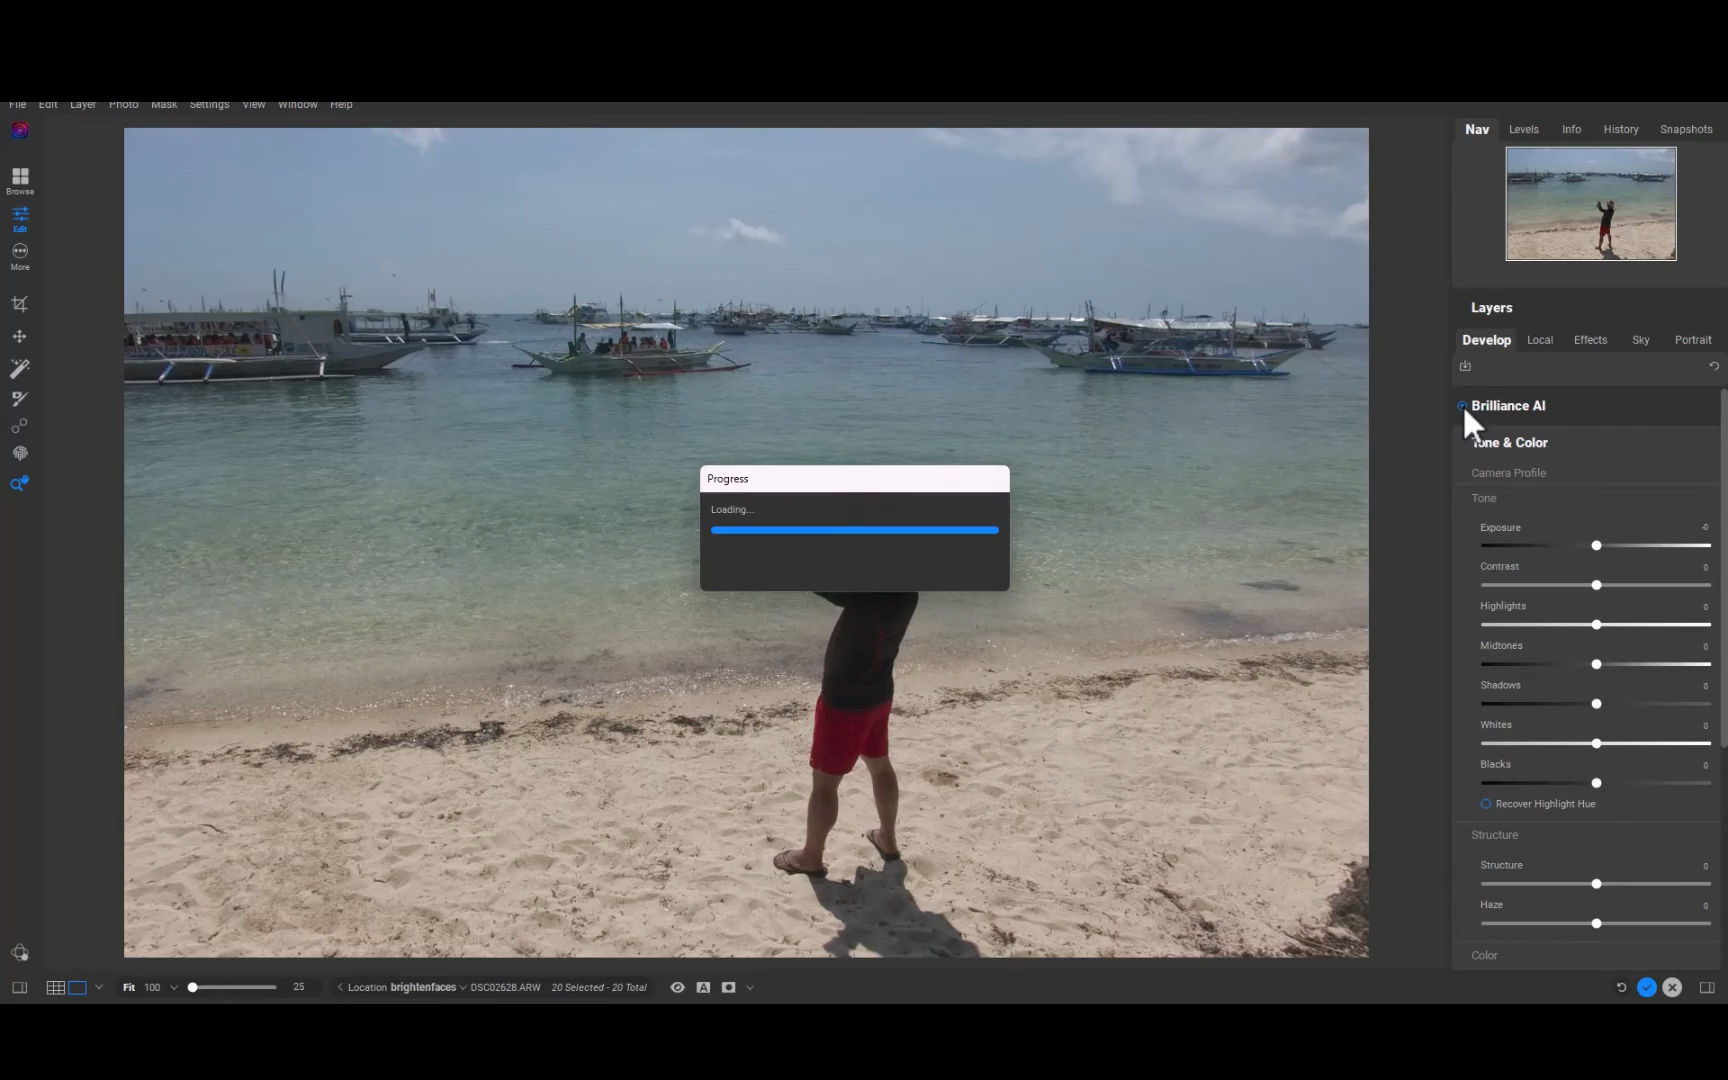 File Edit Layer Photo Mask Settings View Window Help
Nav Levels Info History Snapshots
Browse
Edit
More
Layers
Develop Local Effects Sky Portrait
Brilliance AI
Tone & Color
Camera Profile
Tone
Progress
Loading...
Exposure -0
Contrast 0
Highlights 0
Midtones 0
Shadows 0
Whites 0
Blacks 0
Recover Highlight Hue
Structure
Structure 0
Haze 0
Color
Fit 100 25 Location brightenfaces DSC02628.ARW 20 Selected - 20 Total A